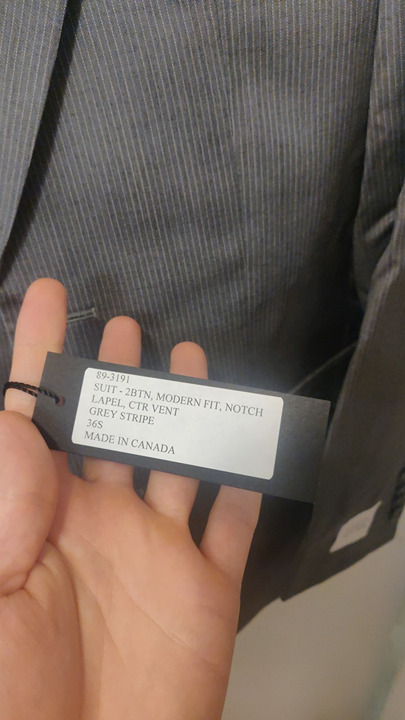 89-3191
SUIT - 2BTN, MODERN FIT, NOTCH
LAPEL, CTR VENT
GREY STRIPE
36S
MADE IN CANADA